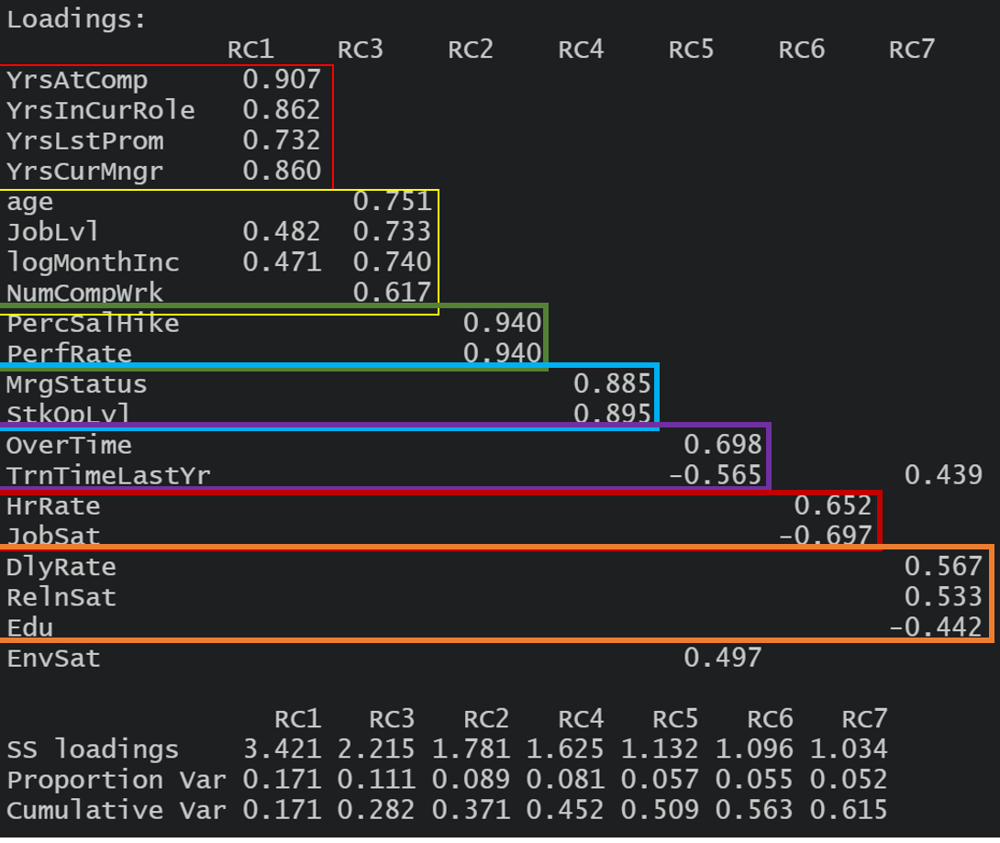 Loadings:
RC1 RC3 RC2 RC4 RC5 RC6 RC7
YrsAtComp 0.907
YrsInCurRole 0.862
YrsLstProm 0.732
YrsCurMngr 0.860
age 0.751
JobLvl 0.482 0.733
logMonthInc 0.471 0.740
NumCompWrk 0.617
PercSalHike 0.940
PerfRate 0.940
MrgStatus 0.885
StkOpLvl 0.895
OverTime 0.698
TrnTimeLastYr -0.565 0.439
HrRate 0.652
JobSat -0.697
DlyRate 0.567
RelnSat 0.533
Edu -0.442
EnvSat 0.497
RC1 RC3 RC2 RC4 RC5 RC6 RC7
SS loadings 3.421 2.215 1.781 1.625 1.132 1.096 1.034
Proportion Var 0.171 0.111 0.089 0.081 0.057 0.055 0.052
Cumulative Var 0.171 0.282 0.371 0.452 0.509 0.563 0.615